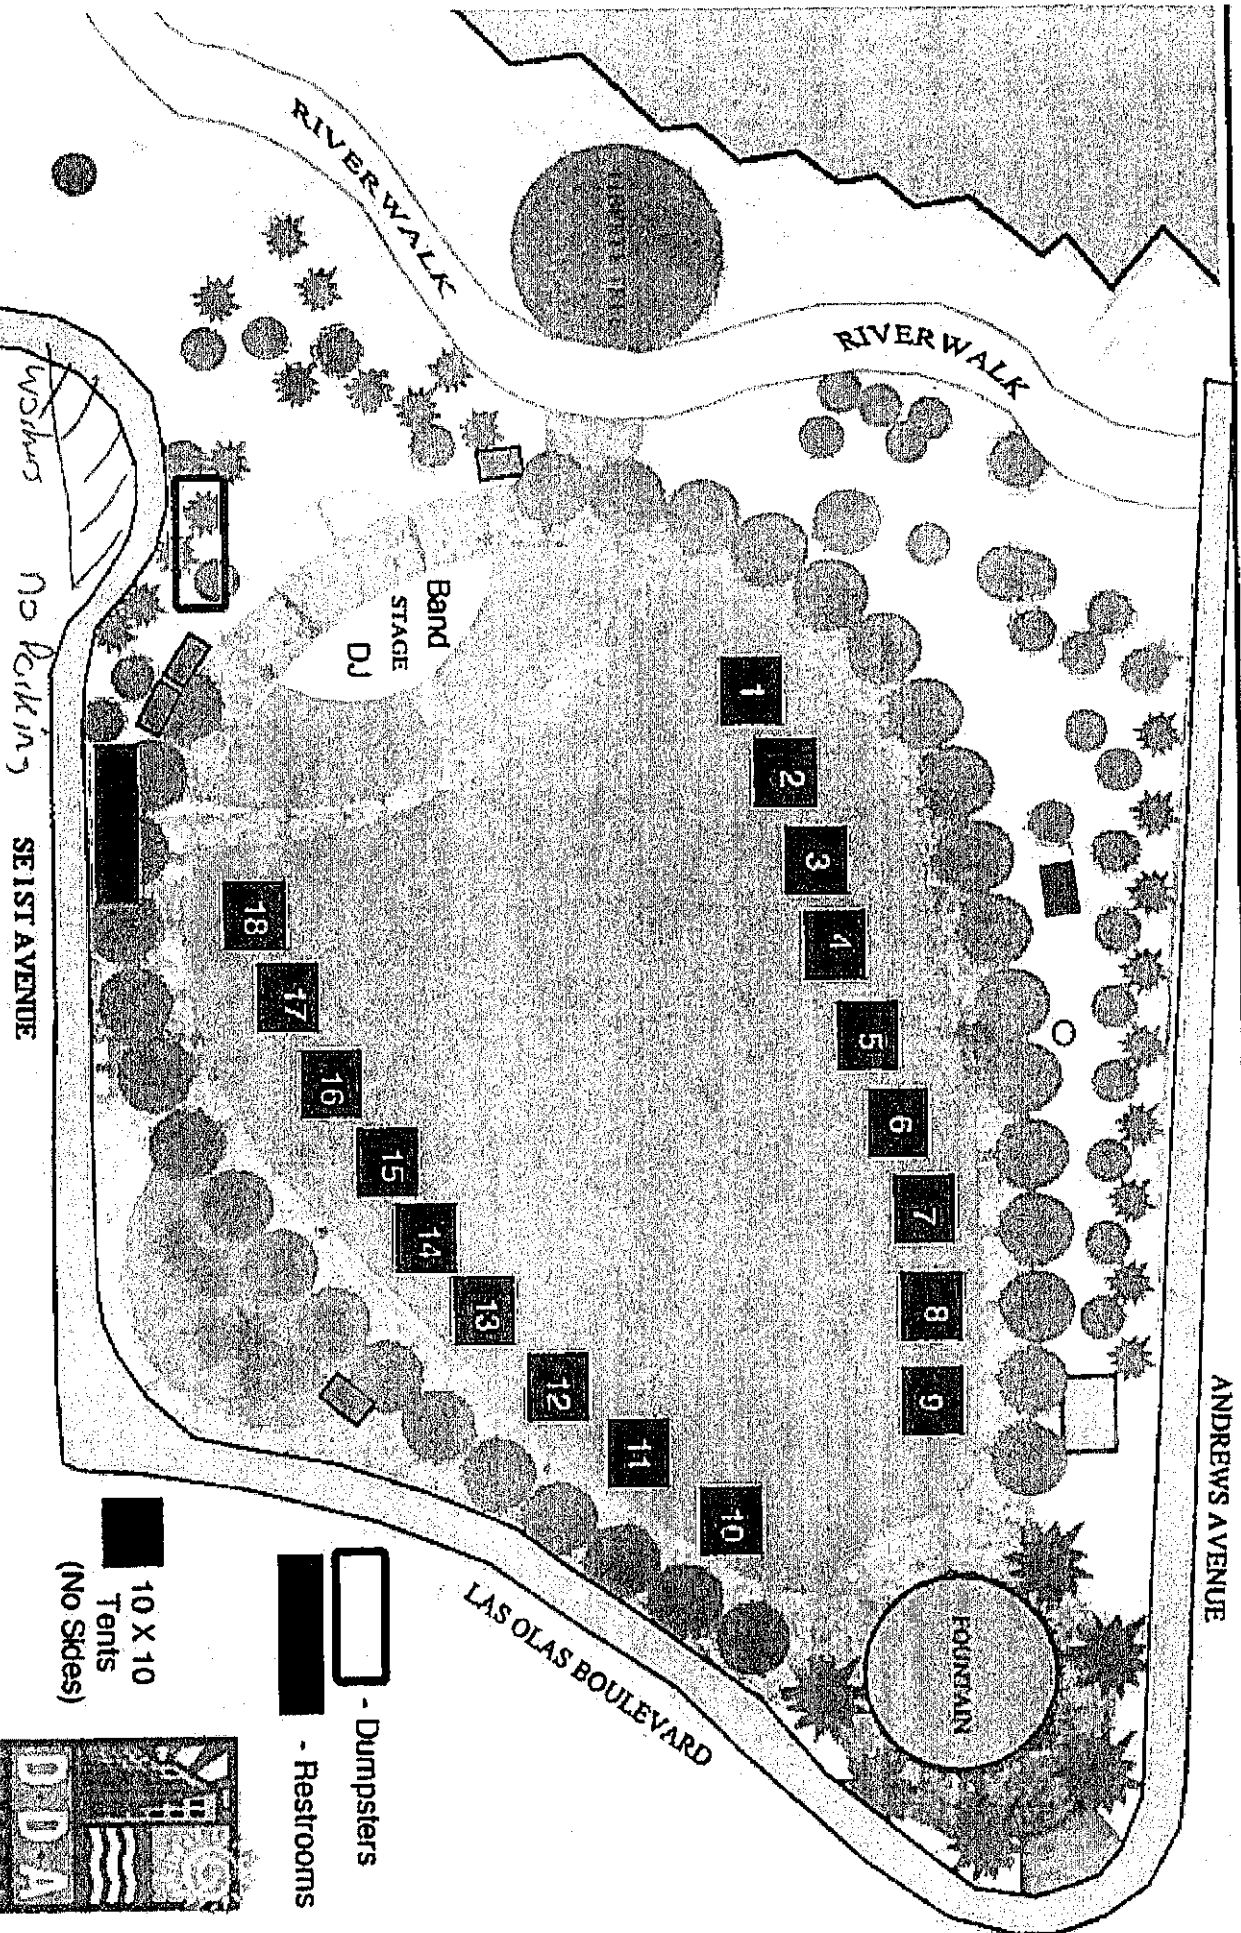 ANDREWS AVENUE
RIVERWALK
FOUNTAIN
9
8
7
6
5
4
3
2
1
10
11
12
13
14
15
16
17
18
RIVERWALK
LAS OLAS BOULEVARD
Band
STAGE
DJ
- Dumpsters
- Restrooms
10 X 10
Tents
(No Sides)
D·D·A
SE 1ST AVENUE
workers no Parking